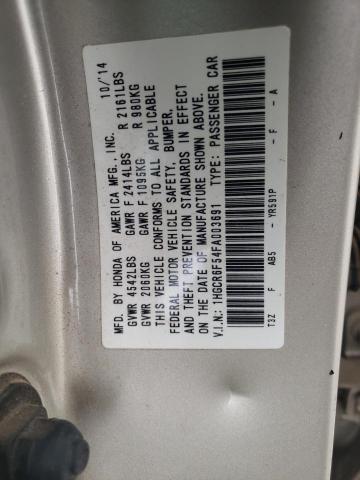 MFD. BY HONDA OF AMERICA MFG., INC. 10/'14
GVWR 4542LBS GAWR F 2414LBS R 2161LBS
GVWR 2060KG GAWR F 1095KG R 980KG
THIS VEHICLE CONFORMS TO ALL APPLICABLE
FEDERAL MOTOR VEHICLE SAFETY, BUMPER,
AND THEFT PREVENTION STANDARDS IN EFFECT
ON THE DATE OF MANUFACTURE SHOWN ABOVE.
V.I.N.: 1HGCR6F54FA003691 TYPE: PASSENGER CAR
T3Z F AB5 - YR591P - F - A